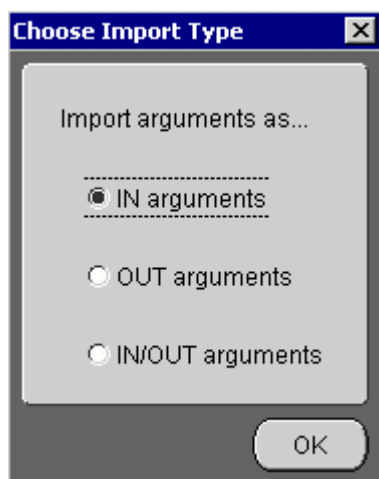 Choose Import Type
Import arguments as...
IN arguments
OUT arguments
IN/OUT arguments
OK